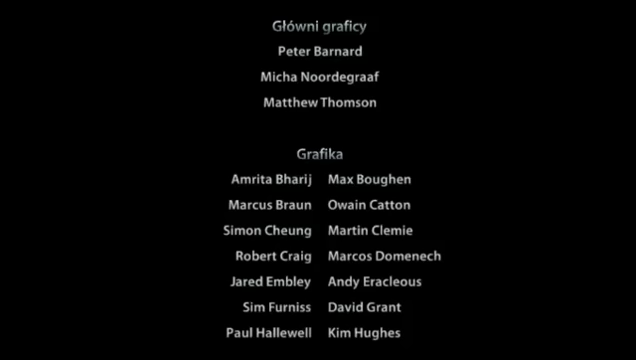 Główni graficy
Peter Barnard
Micha Noordegraaf
Matthew Thomson
Grafika
Amrita Bharij Max Boughen
Marcus Braun Owain Catton
Simon Cheung Martin Clemie
Robert Craig Marcos Domenech
Jared Embley Andy Eracleous
Sim Furniss David Grant
Paul Hallewell Kim Hughes